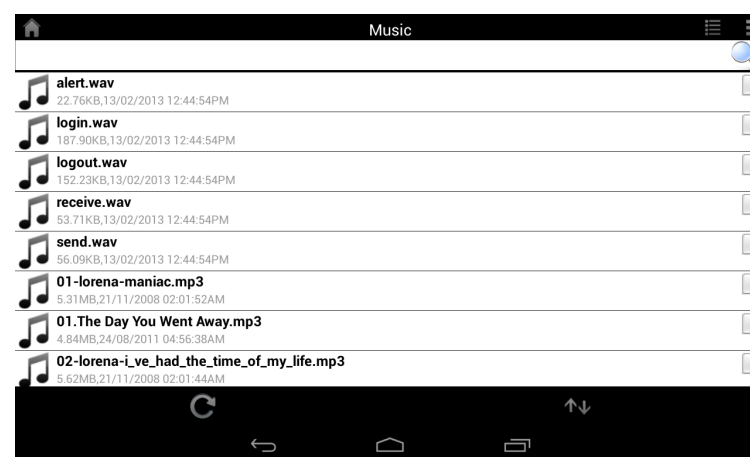 Music
alert.wav
22.76KB,13/02/2013 12:44:54PM
login.wav
187.90KB,13/02/2013 12:44:54PM
logout.wav
152.23KB,13/02/2013 12:44:54PM
receive.wav
53.71KB,13/02/2013 12:44:54PM
send.wav
56.09KB,13/02/2013 12:44:54PM
01-lorena-maniac.mp3
5.31MB,21/11/2008 02:01:52AM
01.The Day You Went Away.mp3
4.84MB,24/08/2011 04:56:38AM
02-lorena-i_ve_had_the_time_of_my_life.mp3
5.62MB,21/11/2008 02:01:44AM